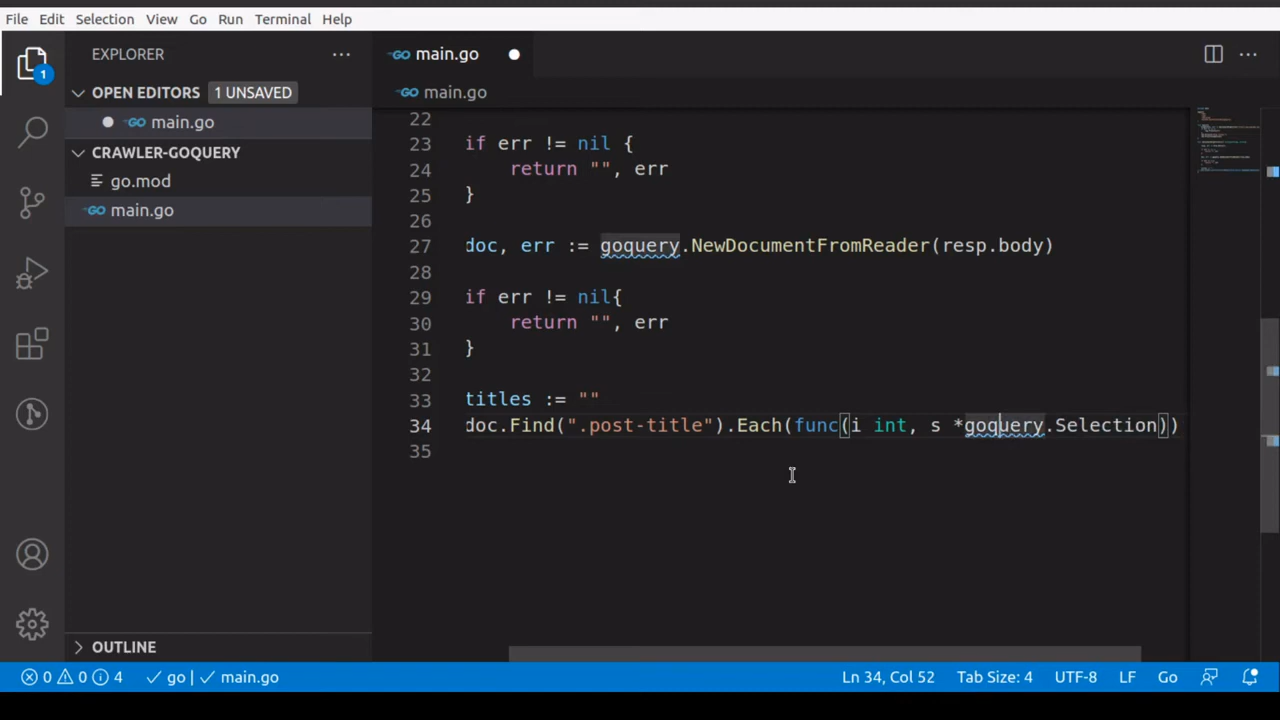 File Edit Selection View Go Run Terminal Help
EXPLORER ...
OPEN EDITORS 1 UNSAVED
main.go
CRAWLER-GOQUERY
go.mod
main.go
OUTLINE
1
GO main.go
GO main.go
22
23 if err != nil {
24 return "", err
25 }
26
27 doc, err := goquery.NewDocumentFromReader(resp.body)
28
29 if err != nil{
30 return "", err
31 }
32
33 titles := ""
34 doc.Find(".post-title").Each(func(i int, s *goquery.Selection))
35
0 0 4 go | main.go Ln 34, Col 52 Tab Size: 4 UTF-8 LF Go